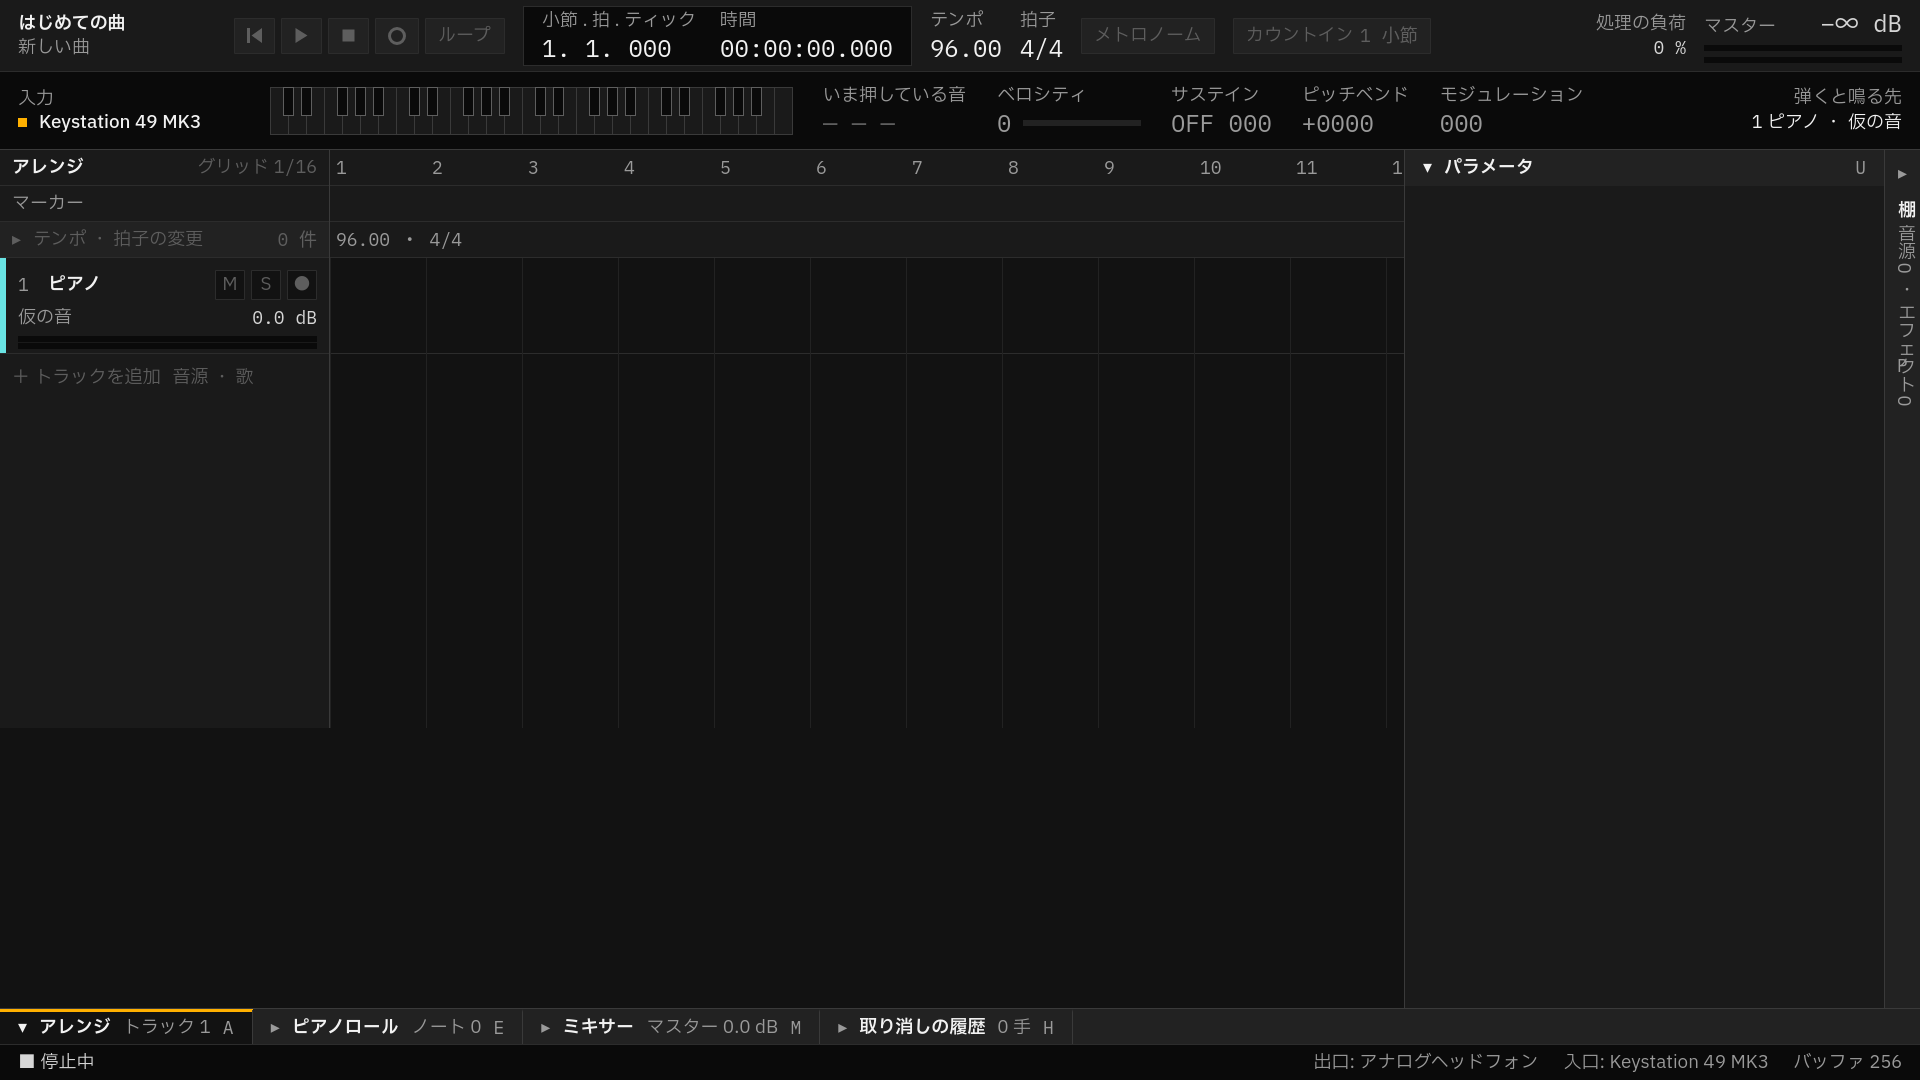 はじめての曲
新しい曲
ループ
小節 . 拍 . ティック 時間
1. 1. 000 00:00:00.000
テンポ 拍子
96.00 4/4
メトロノーム
カウントイン 1 小節
処理の負荷
0 %
マスター −∞ dB
入力
Keystation 49 MK3
いま押している音
— — —
ベロシティ
0
サステイン
OFF 000
ピッチベンド
+0000
モジュレーション
000
弾くと鳴る先
1 ピアノ ・ 仮の音
アレンジ グリッド 1/16
1 2 3 4 5 6 7 8 9 10 11 1
マーカー
▶ テンポ ・ 拍子の変更 0 件
96.00 ・ 4/4
1 ピアノ M S
仮の音 0.0 dB
＋ トラックを追加 音源 ・ 歌
▼ パラメータ U
▶
棚 音源 0 ・ エフェクト 0
P
▼ アレンジ トラック 1 A
▶ ピアノロール ノート 0 E
▶ ミキサー マスター 0.0 dB M
▶ 取り消しの履歴 0 手 H
■ 停止中
出口: アナログヘッドフォン 入口: Keystation 49 MK3 バッファ 256